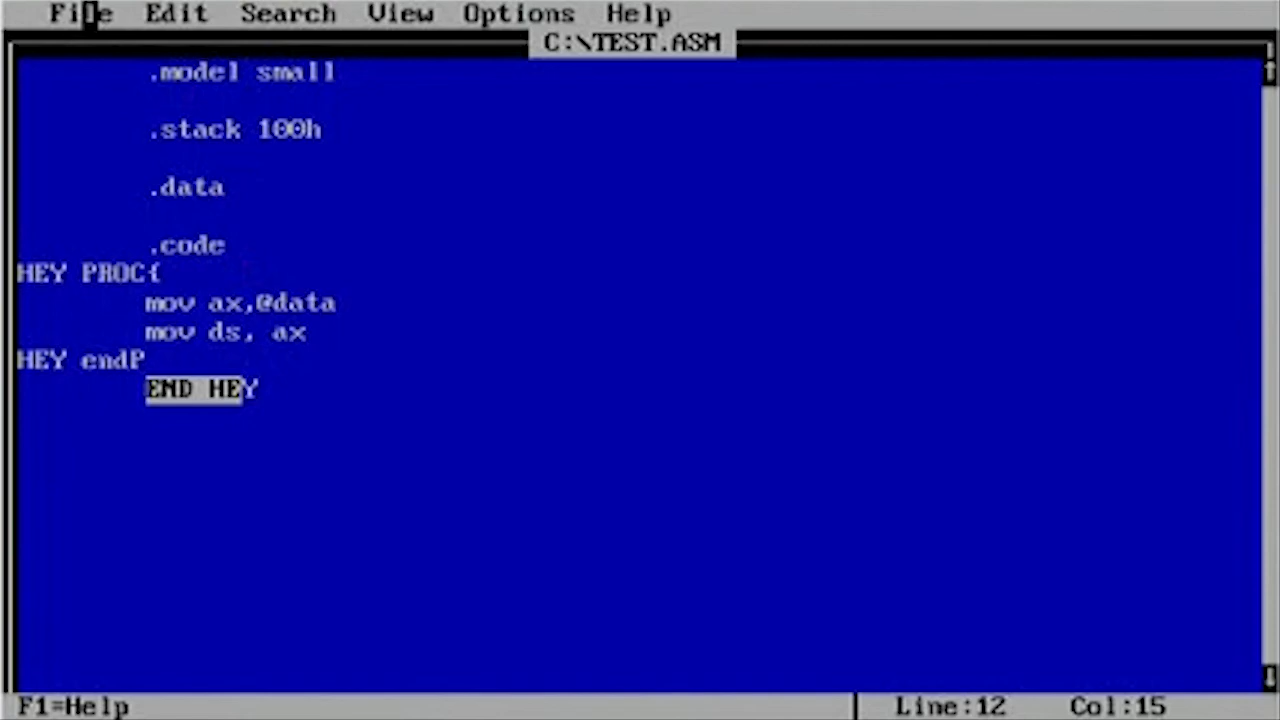 File Edit Search View Options Help
C:\TEST.ASM
.model small
.stack 100h
.data
.code
HEY PROC{
mov ax,@data
mov ds, ax
HEY endP
END HEY
F1=Help Line:12 Col:15